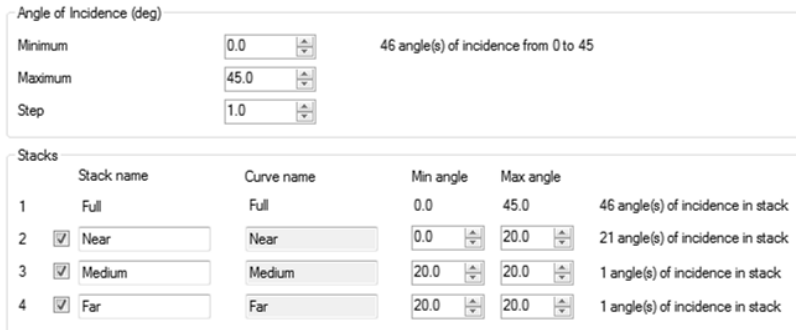 Angle of Incidence (deg)
Minimum 0.0 46 angle(s) of incidence from 0 to 45
Maximum 45.0
Step 1.0
Stacks
Stack name Curve name Min angle Max angle
1 Full Full 0.0 45.0 46 angle(s) of incidence in stack
2 Near Near 0.0 20.0 21 angle(s) of incidence in stack
3 Medium Medium 20.0 20.0 1 angle(s) of incidence in stack
4 Far Far 20.0 20.0 1 angle(s) of incidence in stack